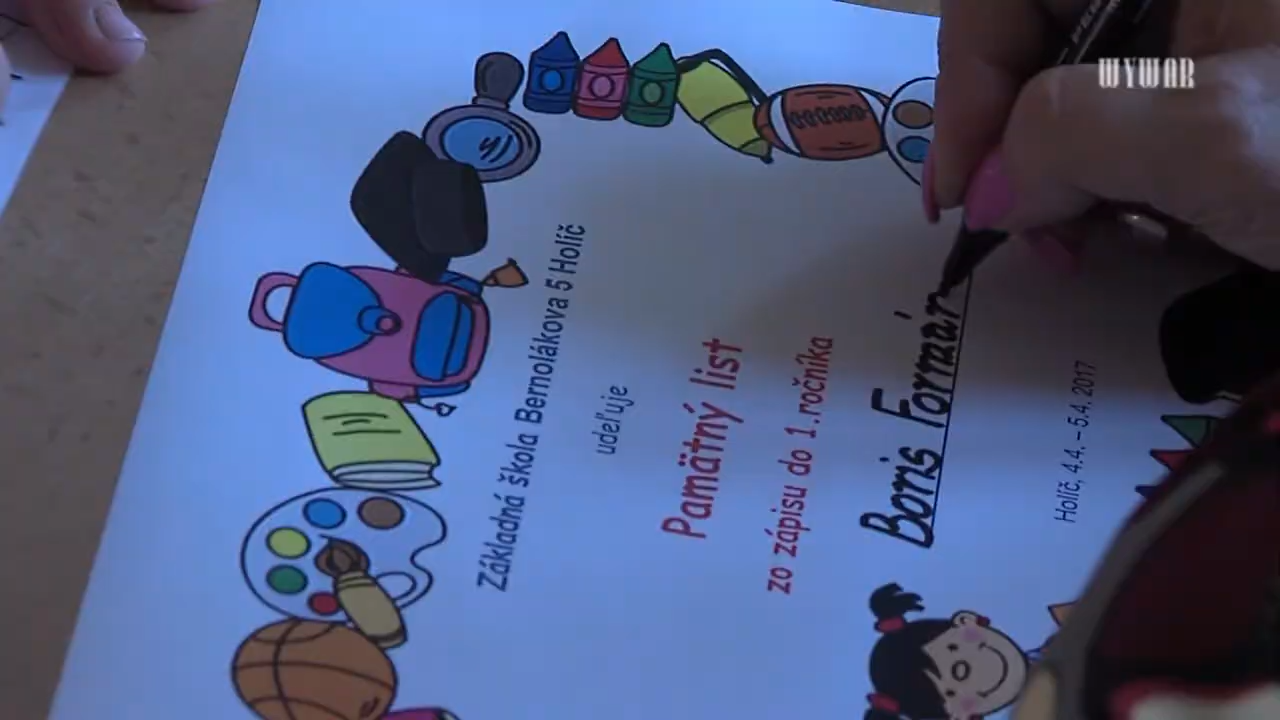 WYWAR
Základná škola Bernolákova 5 Holíč
udeľuje
Pamätný list
zo zápisu do 1.ročníka
Boris Formán
Holíč, 4.4. – 5.4. 2017